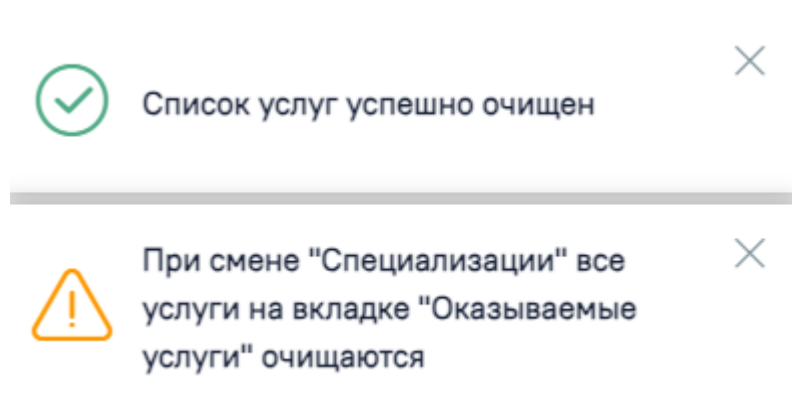 Список услуг успешно очищен
При смене "Специализации" все
услуги на вкладке "Оказываемые
услуги" очищаются